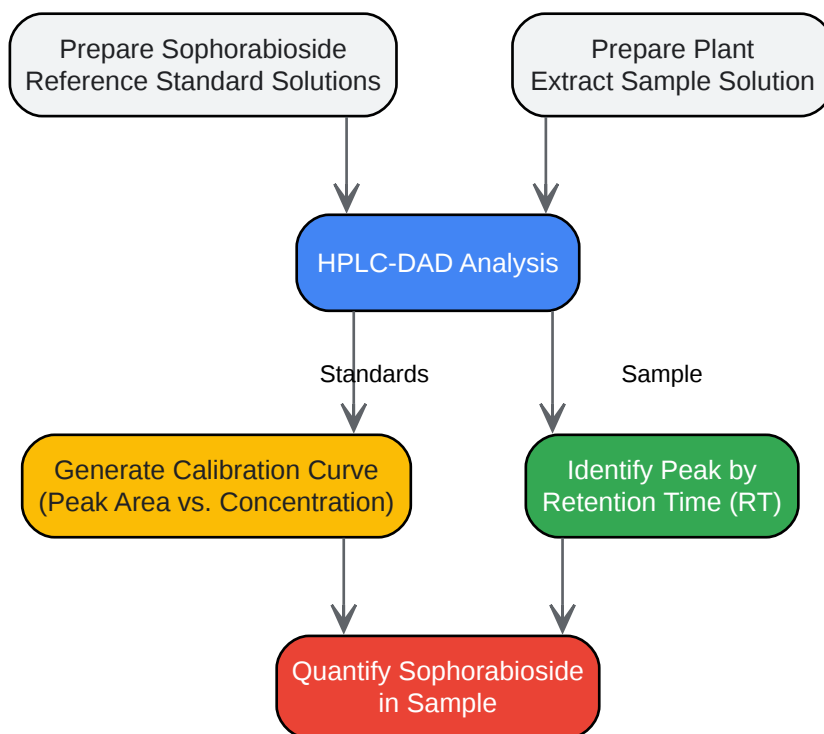 Prepare Sophorabioside
Reference Standard Solutions
Prepare Plant
Extract Sample Solution
HPLC-DAD Analysis
Standards
Sample
Generate Calibration Curve
(Peak Area vs. Concentration)
Identify Peak by
Retention Time (RT)
Quantify Sophorabioside
in Sample